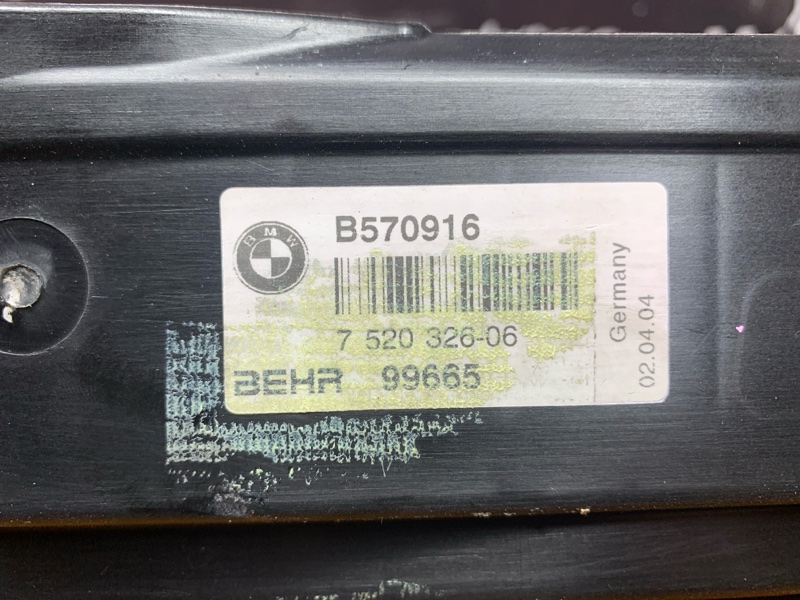 BMW
B570916
7 520 326-06
BEHR 99665
Germany
02.04.04